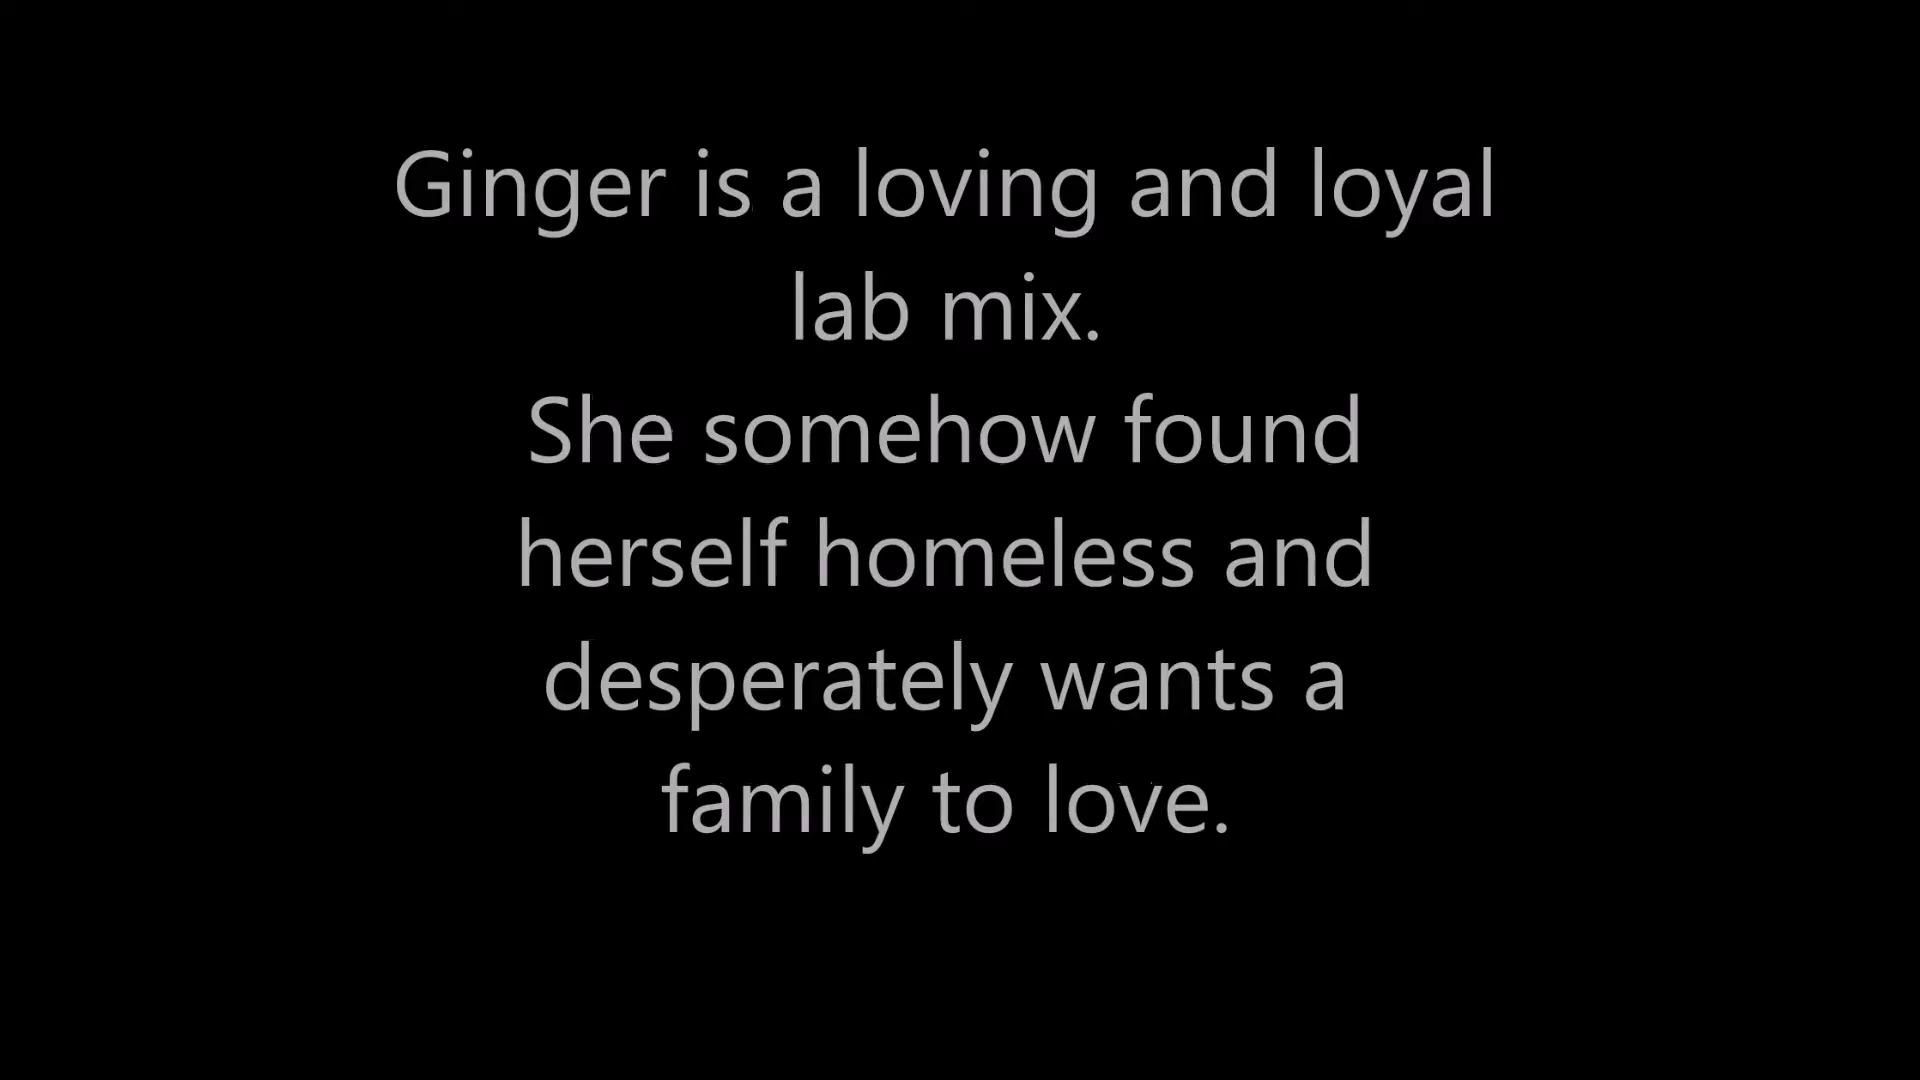 Ginger is a loving and loyal
lab mix.
She somehow found
herself homeless and
desperately wants a
family to love.